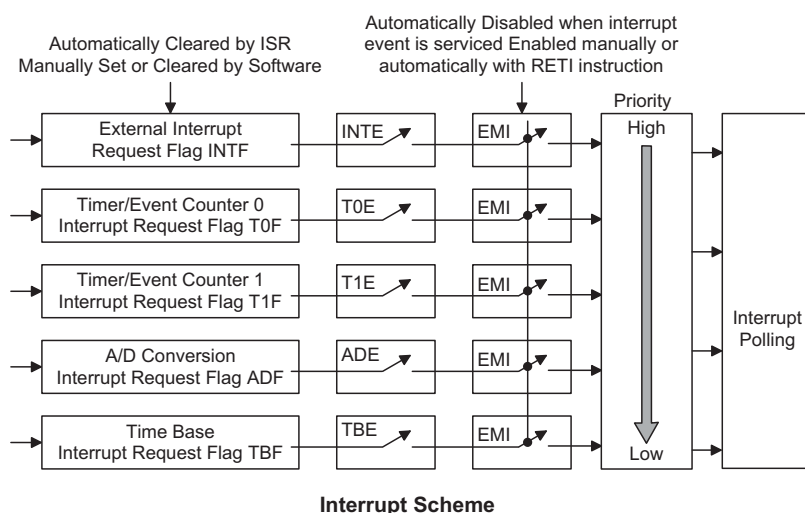 Automatically Cleared by ISR
Manually Set or Cleared by Software
Automatically Disabled when interrupt
event is serviced Enabled manually or
automatically with RETI instruction
Priority
External Interrupt
Request Flag INTF
INTE
EMI
High
Timer/Event Counter 0
Interrupt Request Flag T0F
T0E
EMI
Timer/Event Counter 1
Interrupt Request Flag T1F
T1E
EMI
Interrupt
Polling
A/D Conversion
Interrupt Request Flag ADF
ADE
EMI
Time Base
Interrupt Request Flag TBF
TBE
EMI
Low
Interrupt Scheme